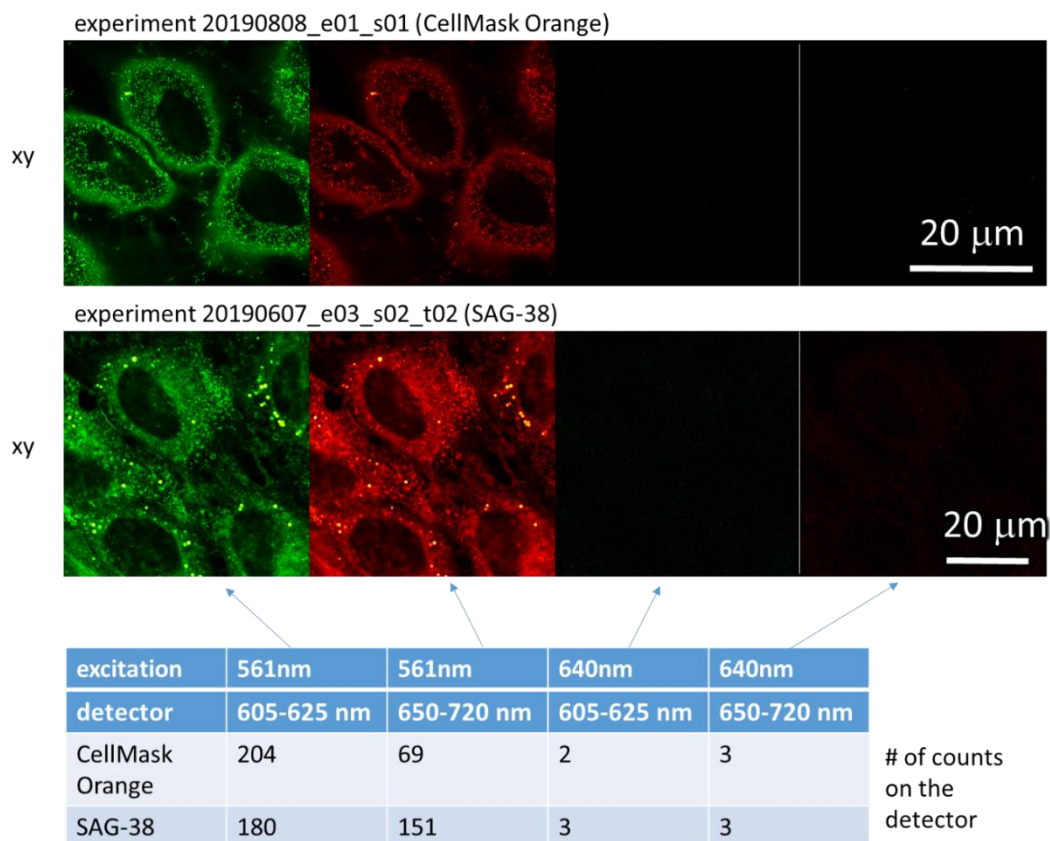 experiment 20190808_e01_s01 (CellMask Orange)
xy
20 μm
experiment 20190607_e03_s02_t02 (SAG-38)
xy
20 μm
excitation 561nm 561nm 640nm 640nm
detector 605-625 nm 650-720 nm 605-625 nm 650-720 nm
CellMask Orange 204 69 2 3
SAG-38 180 151 3 3
# of counts
on the
detector